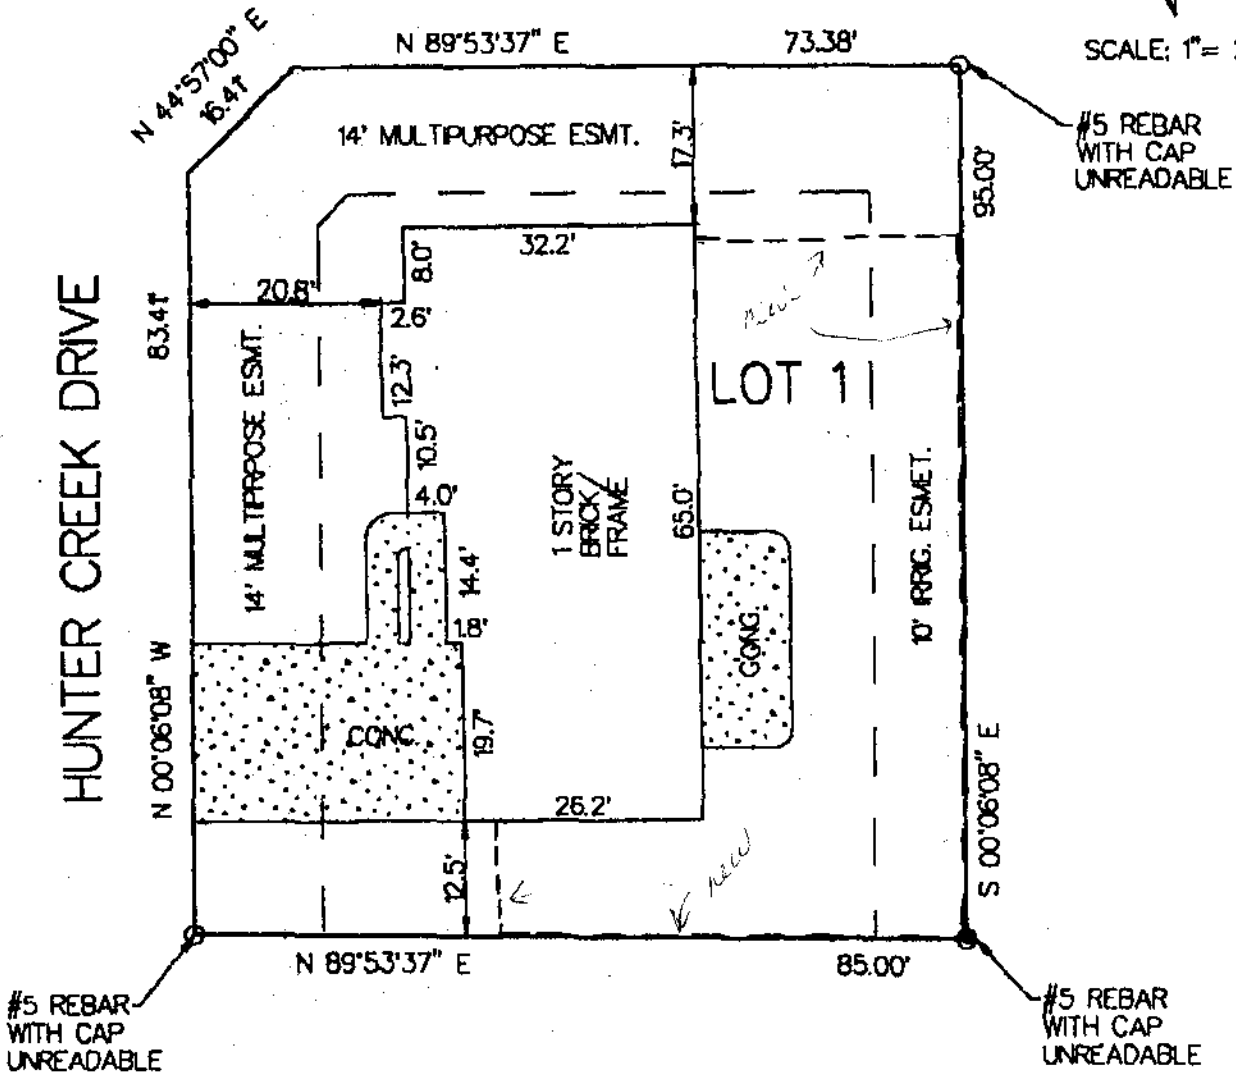 N 89°53'37" E
73.38'
SCALE: 1"=
N 44°57'00" E
16.41'
#5 REBAR
WITH CAP
UNREADABLE
14' MULTIPURPOSE ESMT.
17.3'
95.00'
32.2'
8.0'
20.8'
2.6'
new
83.41'
HUNTER CREEK DRIVE
14' MULTIPRPOSE ESMT.
12.3'
LOT 1
10.5'
4.0'
1 STORY
BRICK/
FRAME
65.0'
10' IRRIG. ESMET.
14.4'
1.8'
CONC.
N 00°06'08" W
CONC.
19.7'
S 00°06'08" E
26.2'
12.5'
new
N 89°53'37" E
85.00'
#5 REBAR
WITH CAP
UNREADABLE
#5 REBAR
WITH CAP
UNREADABLE